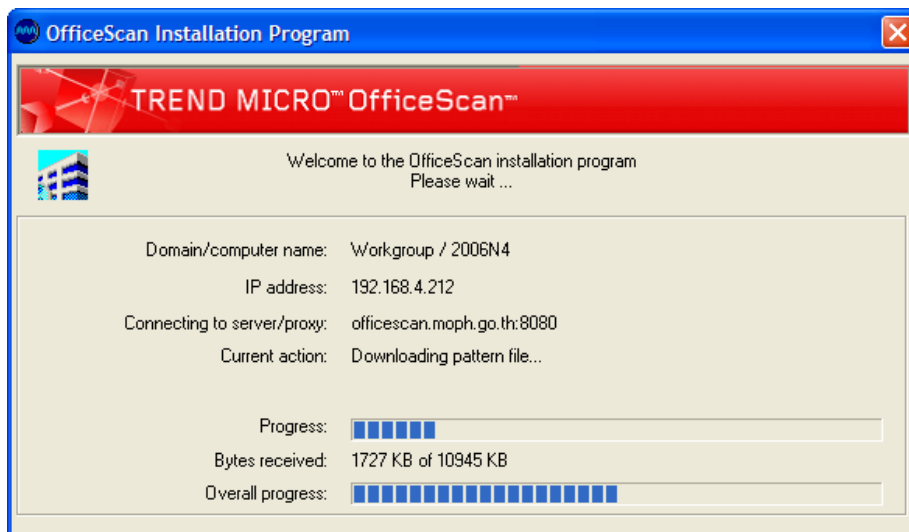 OfficeScan Installation Program
TREND MICRO™ OfficeScan™
Welcome to the OfficeScan installation program
Please wait ...
Domain/computer name: Workgroup / 2006N4
IP address: 192.168.4.212
Connecting to server/proxy: officescan.moph.go.th:8080
Current action: Downloading pattern file...
Progress:
Bytes received: 1727 KB of 10945 KB
Overall progress: